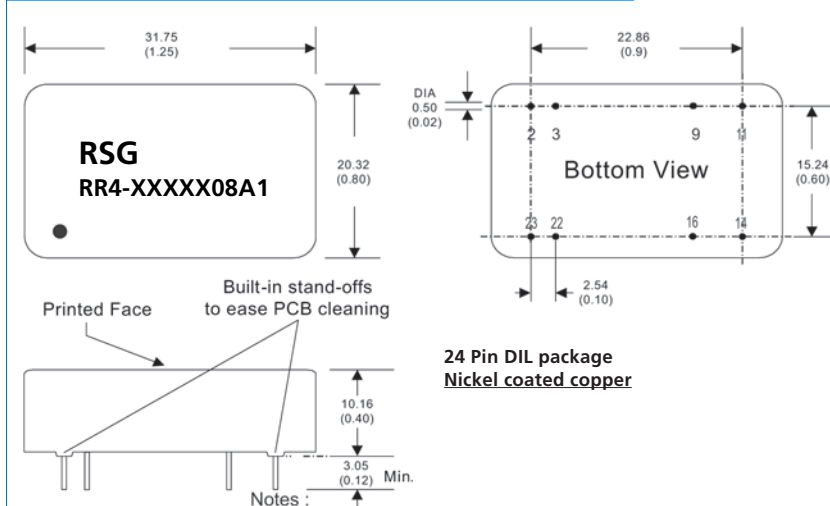 31.75
(1.25)
RSG
RR4-XXXXX08A1
20.32
(0.80)
22.86
(0.9)
DIA
0.50
(0.02)
2 3 9 11
Bottom View
15.24
(0.60)
23 22 16 14
2.54
(0.10)
Built-in stand-offs
to ease PCB cleaning
Printed Face
24 Pin DIL package
Nickel coated copper
10.16
(0.40)
3.05
(0.12) Min.
Notes :